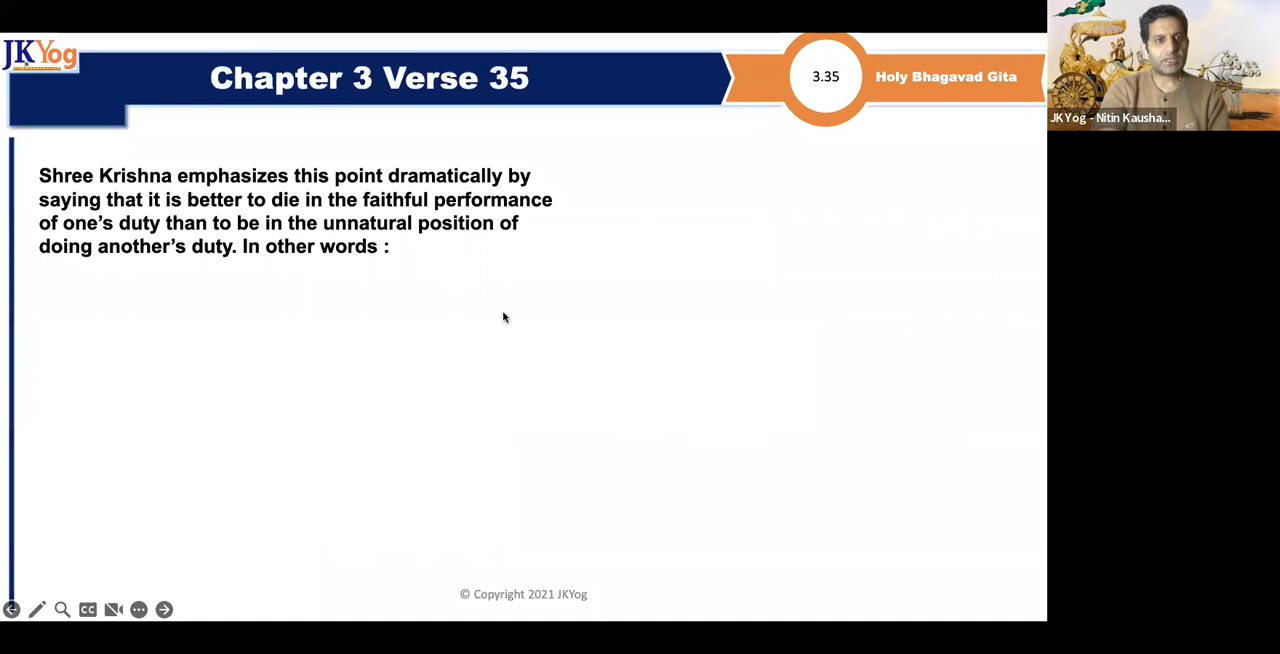 JKYog
Chapter 3 Verse 35
3.35
Holy Bhagavad Gita
JKYog - Nitin Kausha...
Shree Krishna emphasizes this point dramatically by
saying that it is better to die in the faithful performance
of one’s duty than to be in the unnatural position of
doing another’s duty. In other words :
© Copyright 2021 JKYog
CC